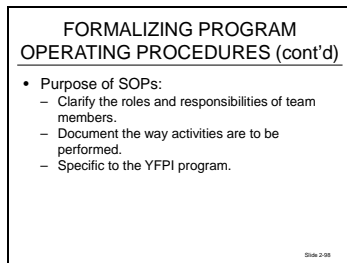 FORMALIZING PROGRAM
OPERATING PROCEDURES (cont'd)
• Purpose of SOPs:
– Clarify the roles and responsibilities of team
members.
– Document the way activities are to be
performed.
– Specific to the YFPI program.
Slide 2-98